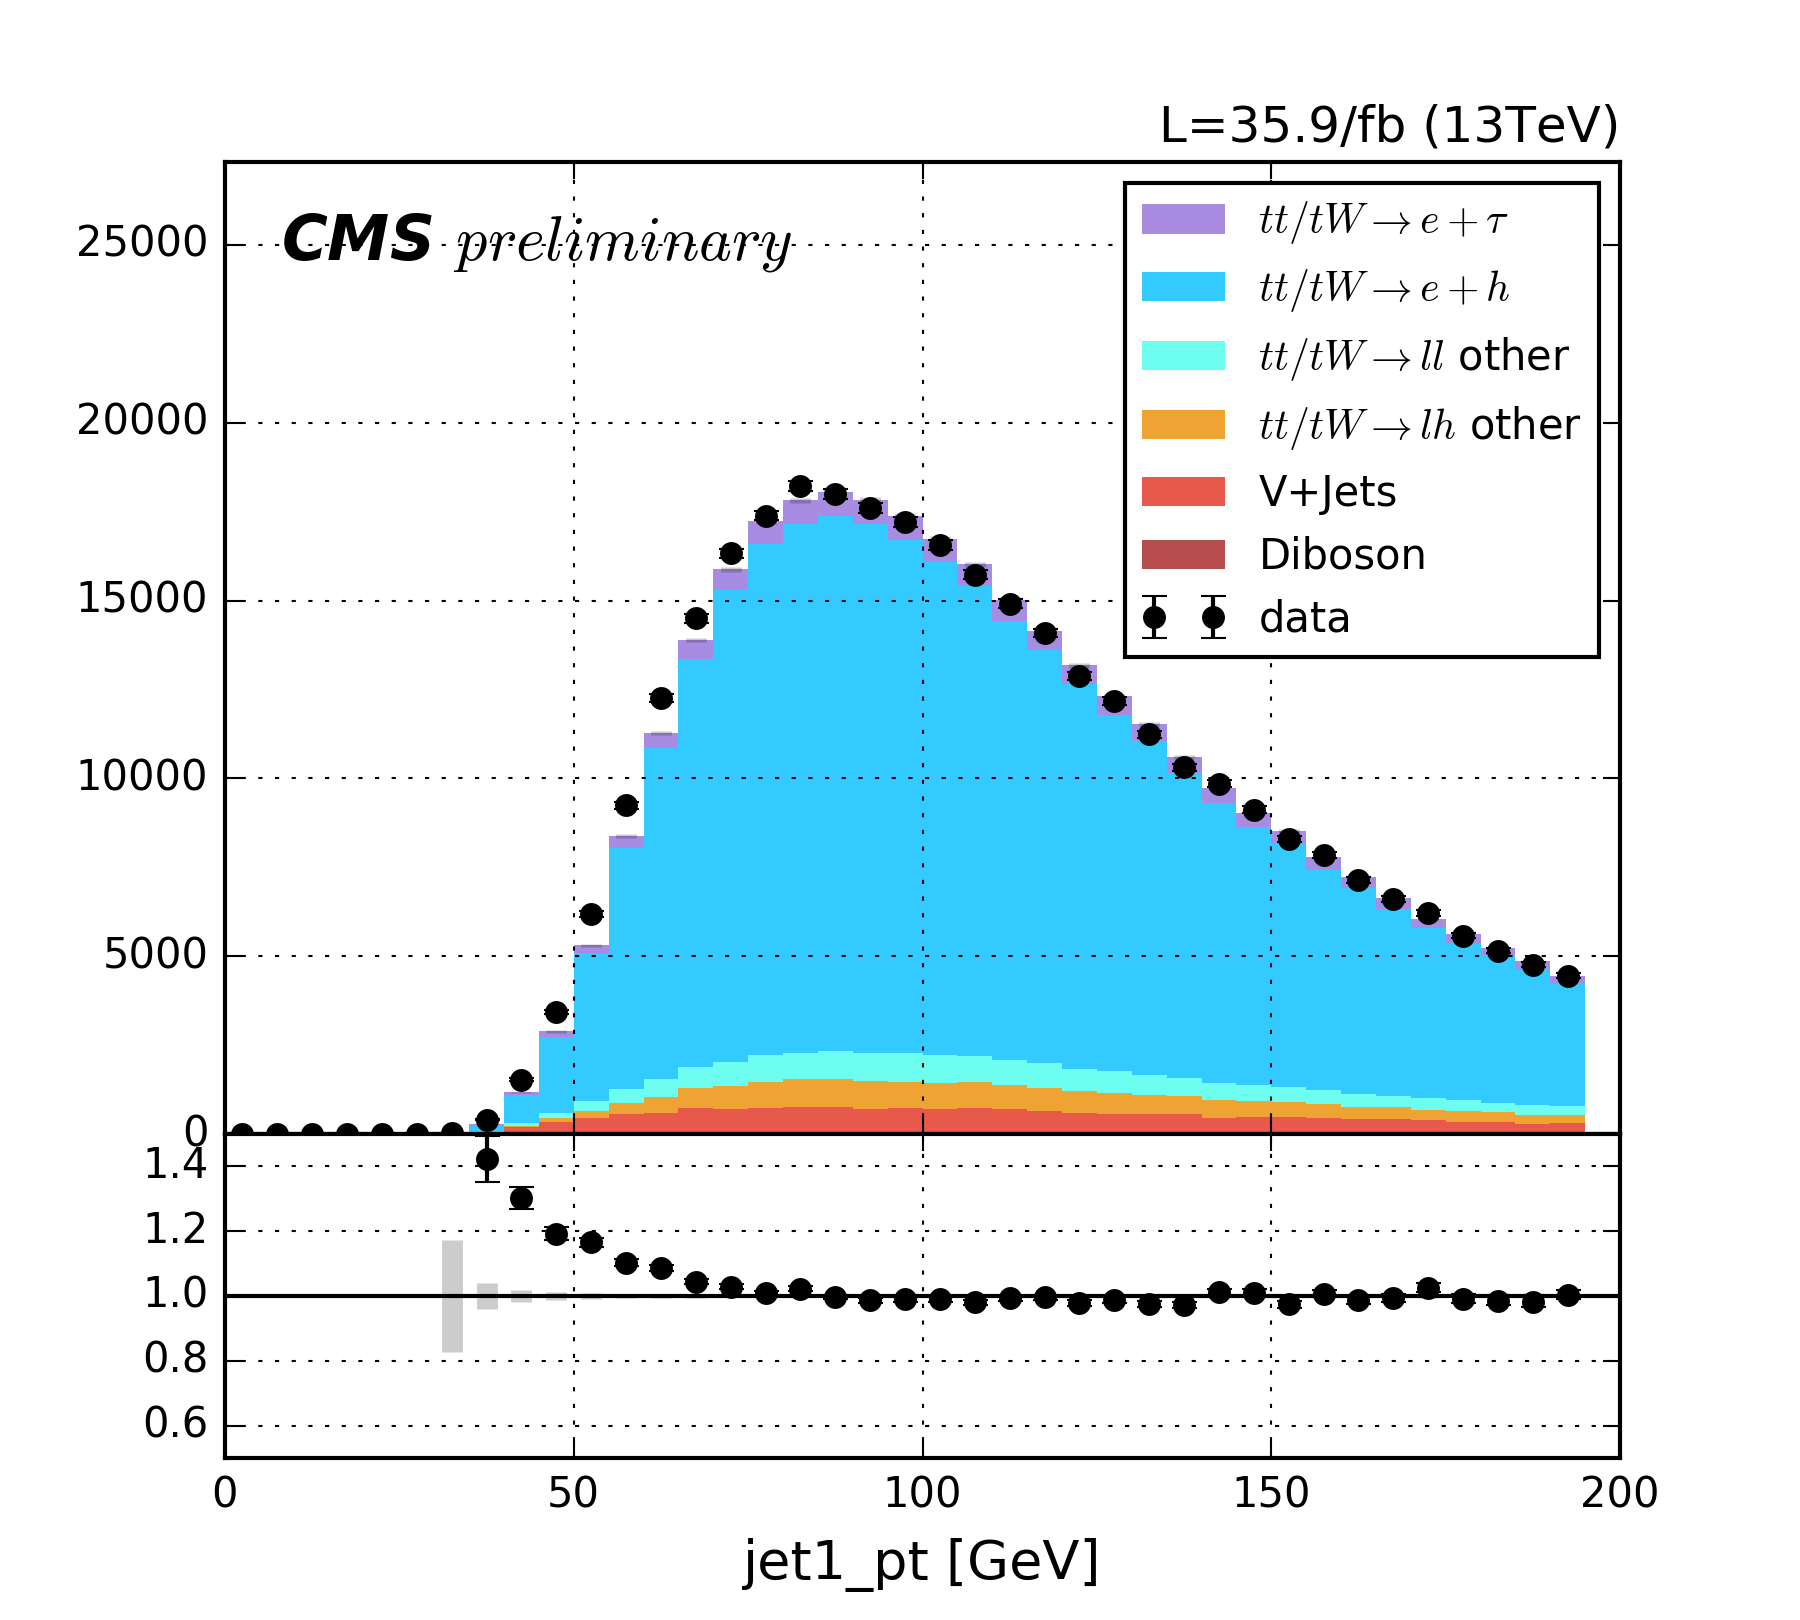 L=35.9/fb (13TeV)
CMS preliminary
25000
20000
15000
10000
5000
0
tt/tW→e+τ
tt/tW→e+h
tt/tW→ll other
tt/tW→lh other
V+Jets
Diboson
data
1.4
1.2
1.0
0.8
0.6
0 50 100 150 200
jet1_pt [GeV]